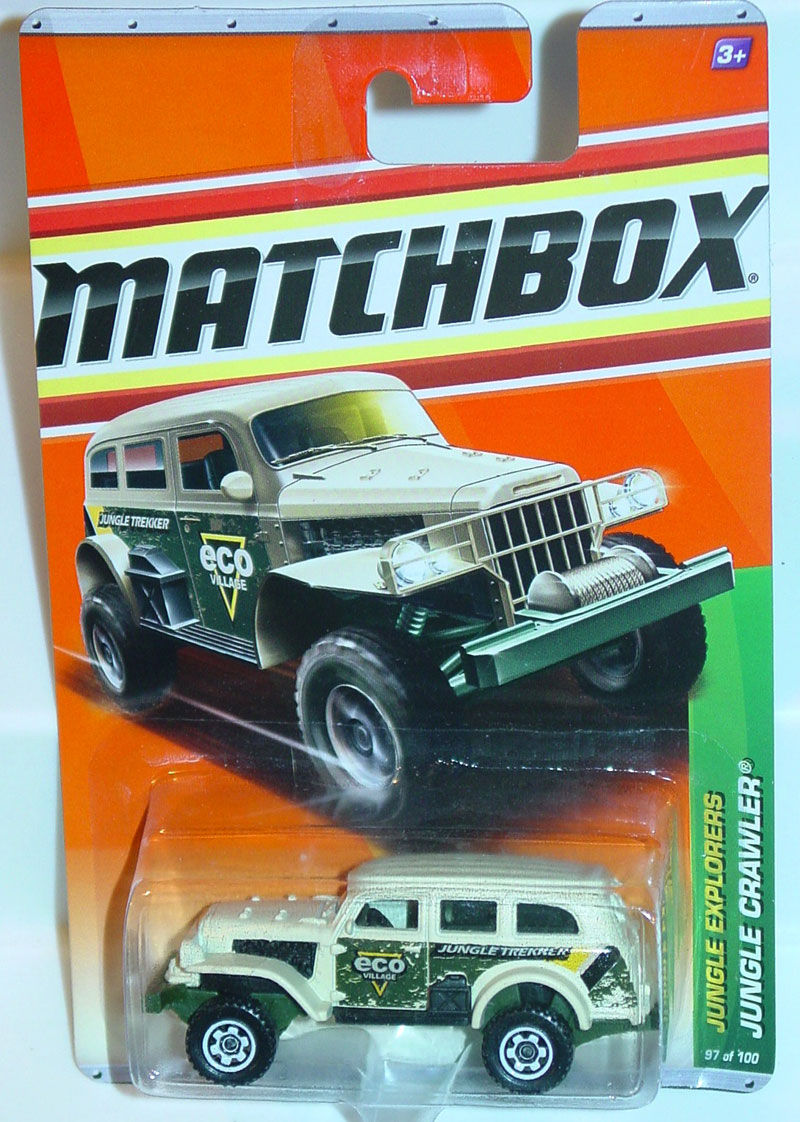 3+
MATCHBOX®
JUNGLE TREKKER
eco
VILLAGE
JUNGLE EXPLORERS
JUNGLE CRAWLER®
97 of 100
JUNGLE TREKKER
eco
VILLAGE